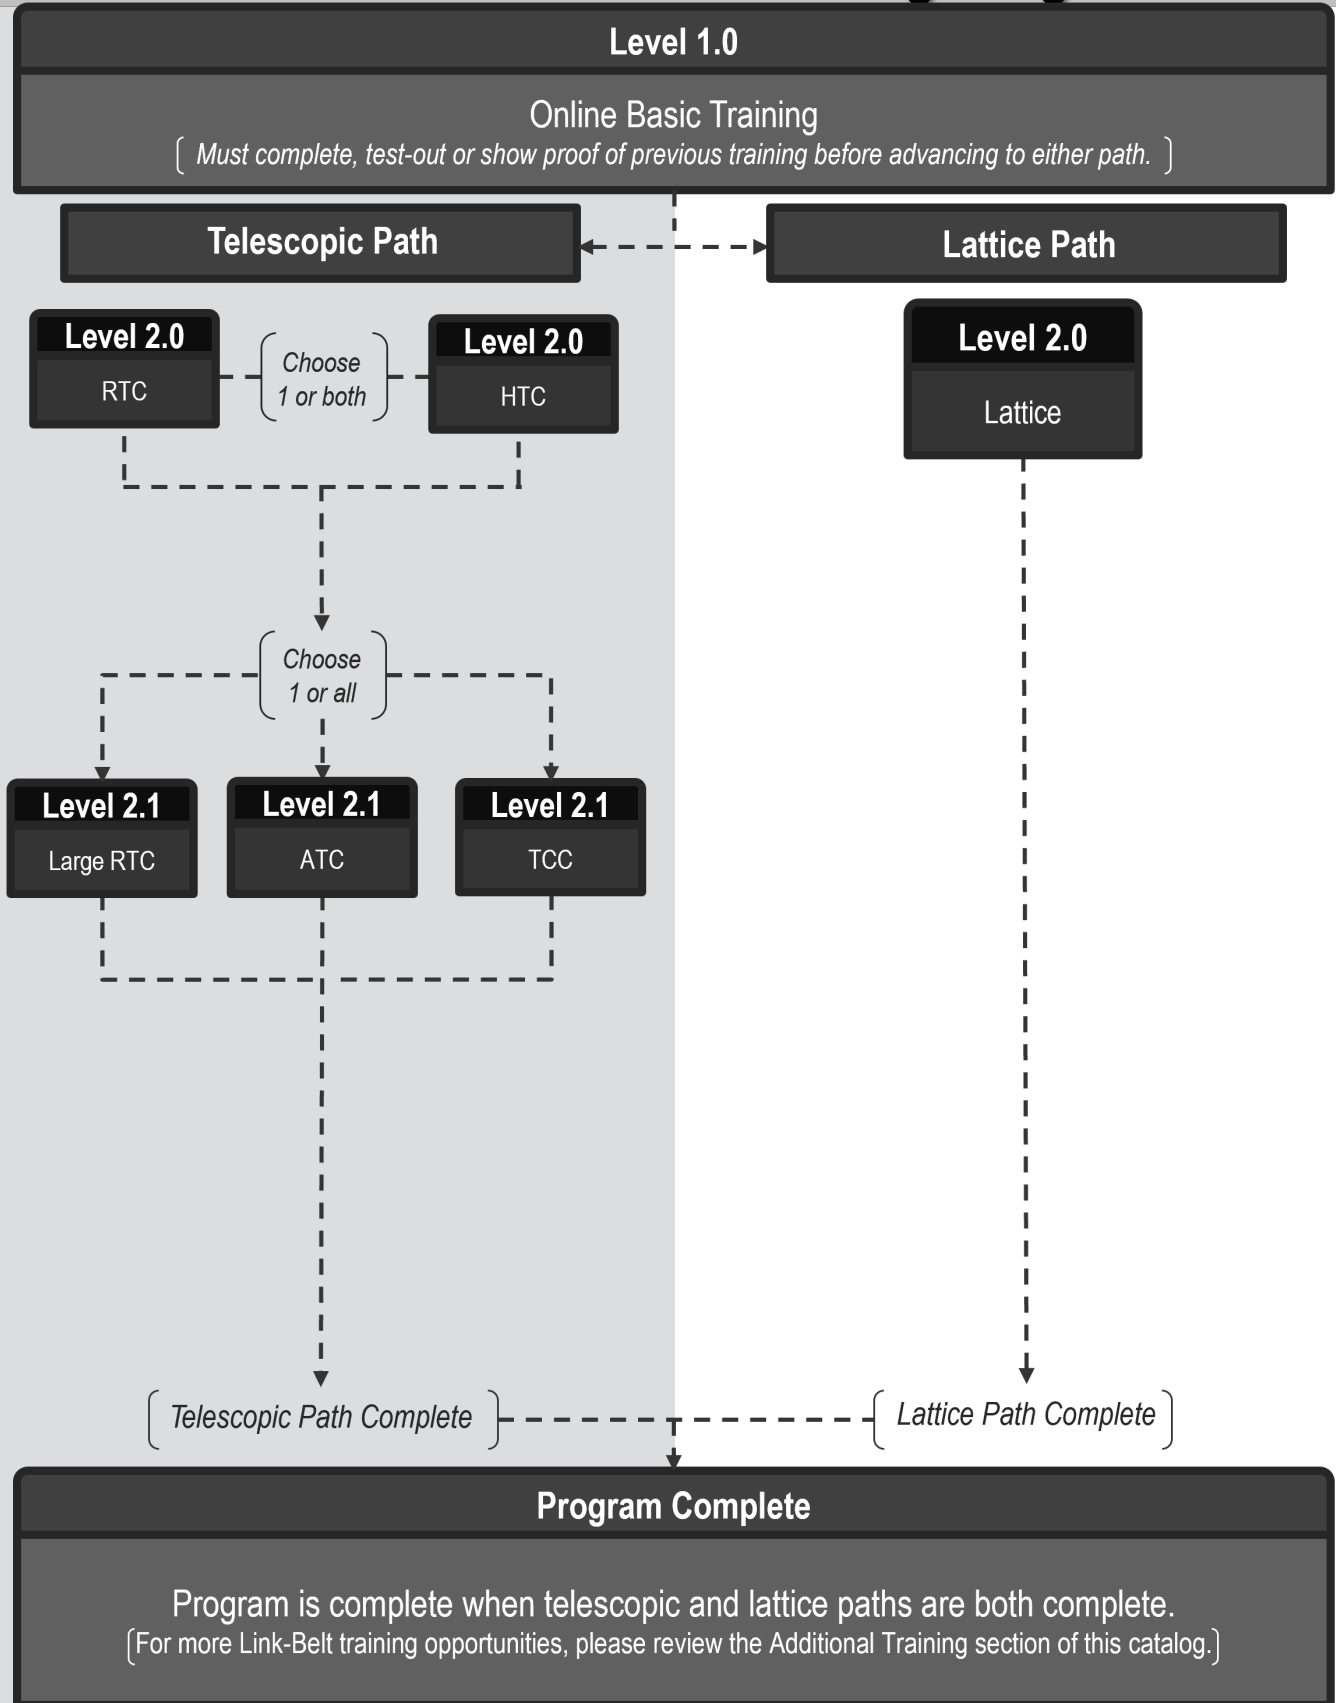 Level 1.0
Online Basic Training
Must complete, test-out or show proof of previous training before advancing to either path.
Telescopic Path
Lattice Path
Level 2.0
RTC
Choose
1 or both
Level 2.0
HTC
Level 2.0
Lattice
Choose
1 or all
Level 2.1
Large RTC
Level 2.1
ATC
Level 2.1
TCC
Telescopic Path Complete
Lattice Path Complete
Program Complete
Program is complete when telescopic and lattice paths are both complete.
For more Link-Belt training opportunities, please review the Additional Training section of this catalog.